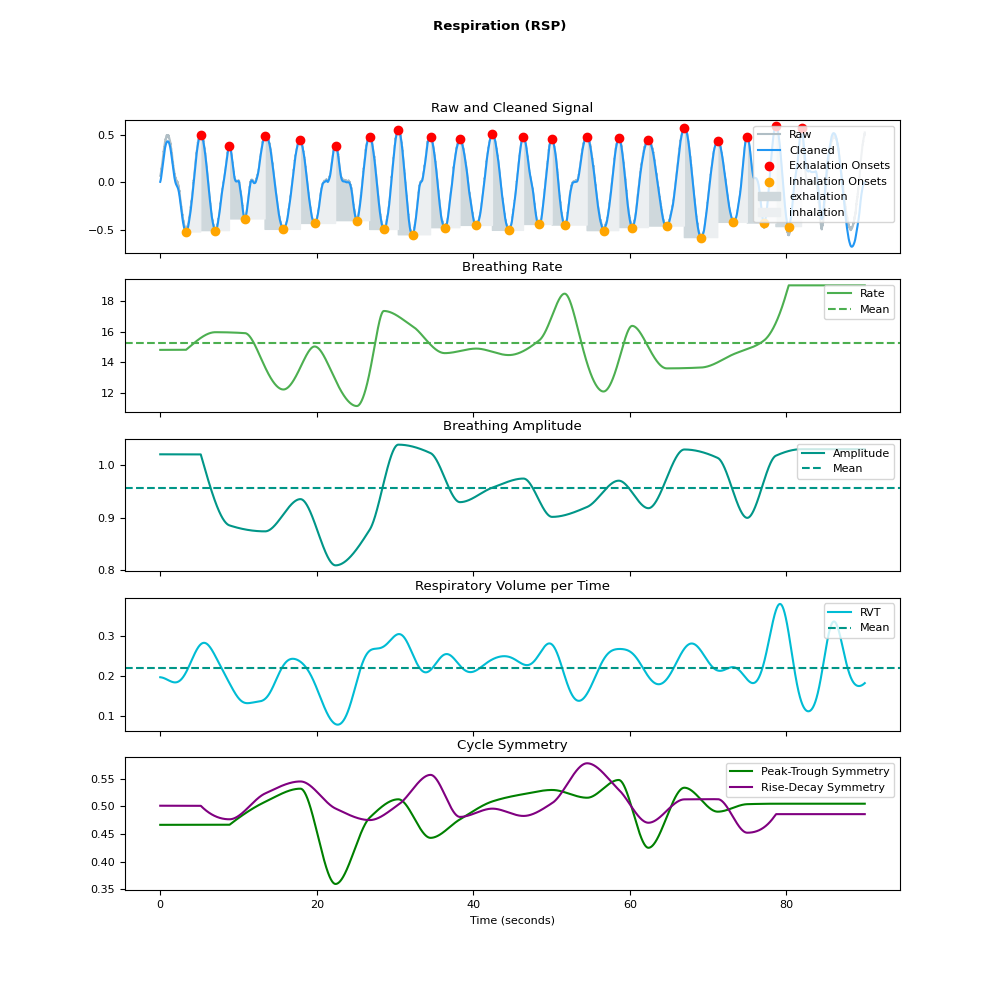 Respiration (RSP)
Raw and Cleaned Signal
0.5
0.0
−0.5
Raw
Cleaned
Exhalation Onsets
Inhalation Onsets
exhalation
inhalation
Breathing Rate
18
16
14
12
Rate
Mean
Breathing Amplitude
1.0
0.9
0.8
Amplitude
Mean
Respiratory Volume per Time
0.3
0.2
0.1
RVT
Mean
Cycle Symmetry
0.55
0.50
0.45
0.40
0.35
Peak-Trough Symmetry
Rise-Decay Symmetry
0 20 40 60 80
Time (seconds)